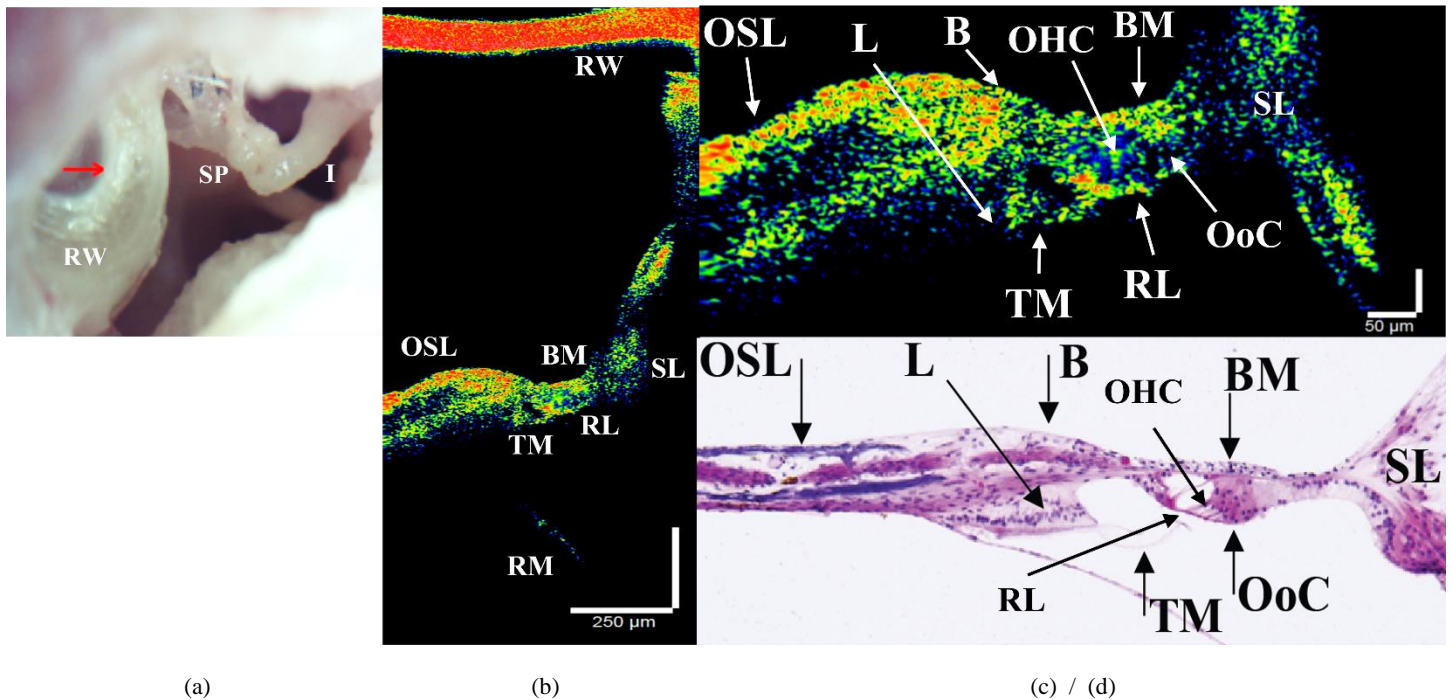 SP
I
RW
RW
OSL
BM
SL
TM
RL
RM
250 µm
OSL
L
B
OHC
BM
SL
OoC
RL
TM
50 µm
OSL
L
B
OHC
BM
SL
RL
TM
OoC
(a)
(b)
(c) / (d)